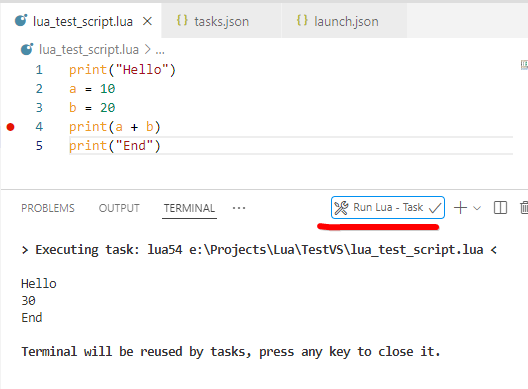 lua_test_script.lua tasks.json launch.json
lua_test_script.lua > ...
1 print("Hello")
2 a = 10
3 b = 20
4 print(a + b)
5 print("End")
PROBLEMS OUTPUT TERMINAL ... Run Lua - Task
> Executing task: lua54 e:\Projects\Lua\TestVS\lua_test_script.lua <
Hello
30
End
Terminal will be reused by tasks, press any key to close it.